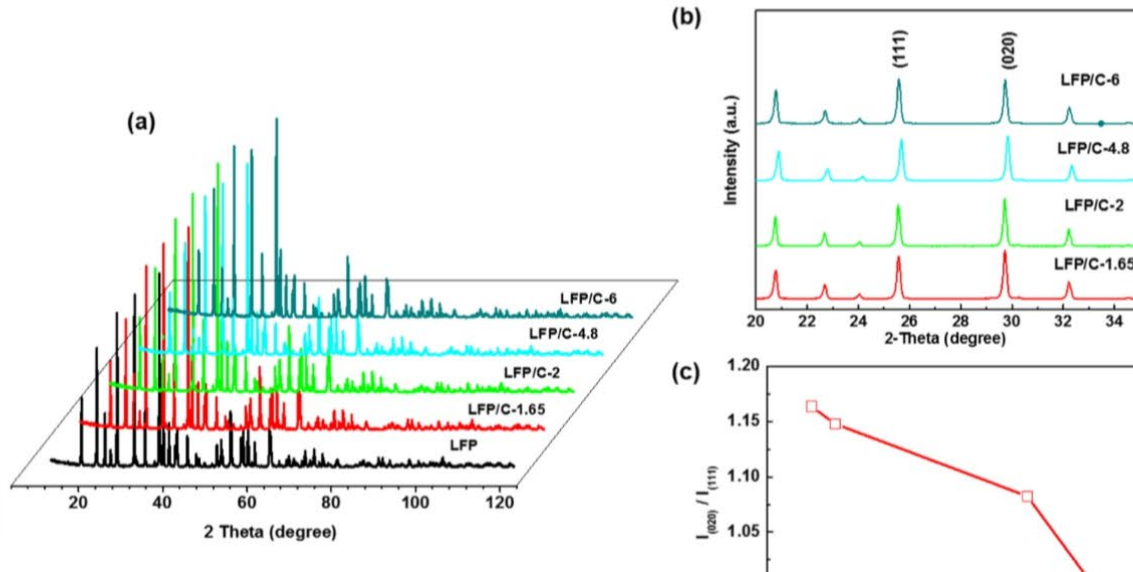 (a)
LFP/C-6
LFP/C-4.8
LFP/C-2
LFP/C-1.65
LFP
20 40 60 80 100 120
2 Theta (degree)
(b)
(111) (020)
LFP/C-6
LFP/C-4.8
LFP/C-2
LFP/C-1.65
Intensity (a.u.)
20 22 24 26 28 30 32 34
2-Theta (degree)
(c)
1.20
1.15
1.10
1.05
I(020) / I(111)